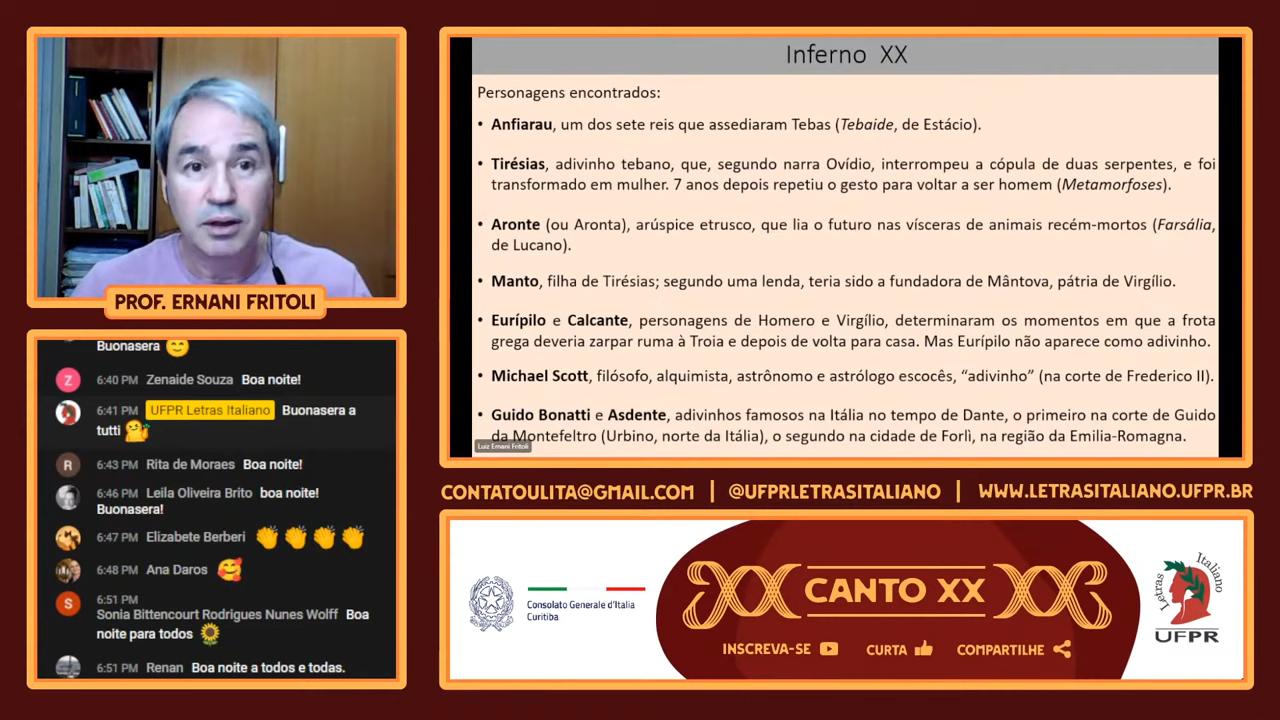 PROF. ERNANI FRITOLI
Buonasera 😊
Z 6:40 PM Zenaide Souza Boa noite!
6:41 PM UFPR Letras Italiano Buonasera a
tutti
R 6:43 PM Rita de Moraes Boa noite!
6:46 PM Leila Oliveira Brito boa noite!
Buonasera!
6:47 PM Elizabete Berberi 👏👏👏👏
6:48 PM Ana Daros 🥰
S 6:51 PM
Sonia Bittencourt Rodrigues Nunes Wolff Boa
noite para todos 🌻
6:51 PM Renan Boa noite a todos e todas.
Inferno XX
Personagens encontrados:
• Anfiarau, um dos sete reis que assediaram Tebas (Tebaide, de Estácio).
• Tirésias, adivinho tebano, que, segundo narra Ovídio, interrompeu a cópula de duas serpentes, e foi
transformado em mulher. 7 anos depois repetiu o gesto para voltar a ser homem (Metamorfoses).
• Aronte (ou Aronta), arúspice etrusco, que lia o futuro nas vísceras de animais recém-mortos (Farsália,
de Lucano).
• Manto, filha de Tirésias; segundo uma lenda, teria sido a fundadora de Mântova, pátria de Virgílio.
• Eurípilo e Calcante, personagens de Homero e Virgílio, determinaram os momentos em que a frota
grega deveria zarpar ruma à Troia e depois de volta para casa. Mas Eurípilo não aparece como adivinho.
• Michael Scott, filósofo, alquimista, astrônomo e astrólogo escocês, “adivinho” (na corte de Frederico II).
• Guido Bonatti e Asdente, adivinhos famosos na Itália no tempo de Dante, o primeiro na corte de Guido
da Montefeltro (Urbino, norte da Itália), o segundo na cidade de Forlì, na região da Emilia-Romagna.
Luiz Ernani Fritoli
CONTATOULITA@GMAIL.COM | @UFPRLETRASITALIANO | WWW.LETRASITALIANO.UFPR.BR
Consolato Generale d'Italia
Curitiba
XX CANTO XX XX
INSCREVA-SE CURTA COMPARTILHE
Letras Italiano
UFPR